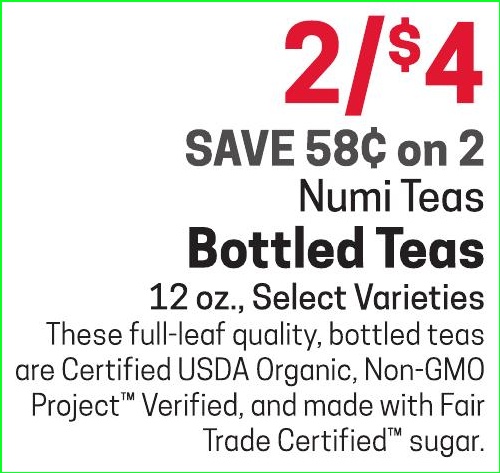 2/$4
SAVE 58¢ on 2
Numi Teas
Bottled Teas
12 oz., Select Varieties
These full-leaf quality, bottled teas
are Certified USDA Organic, Non-GMO
Project™ Verified, and made with Fair
Trade Certified™ sugar.